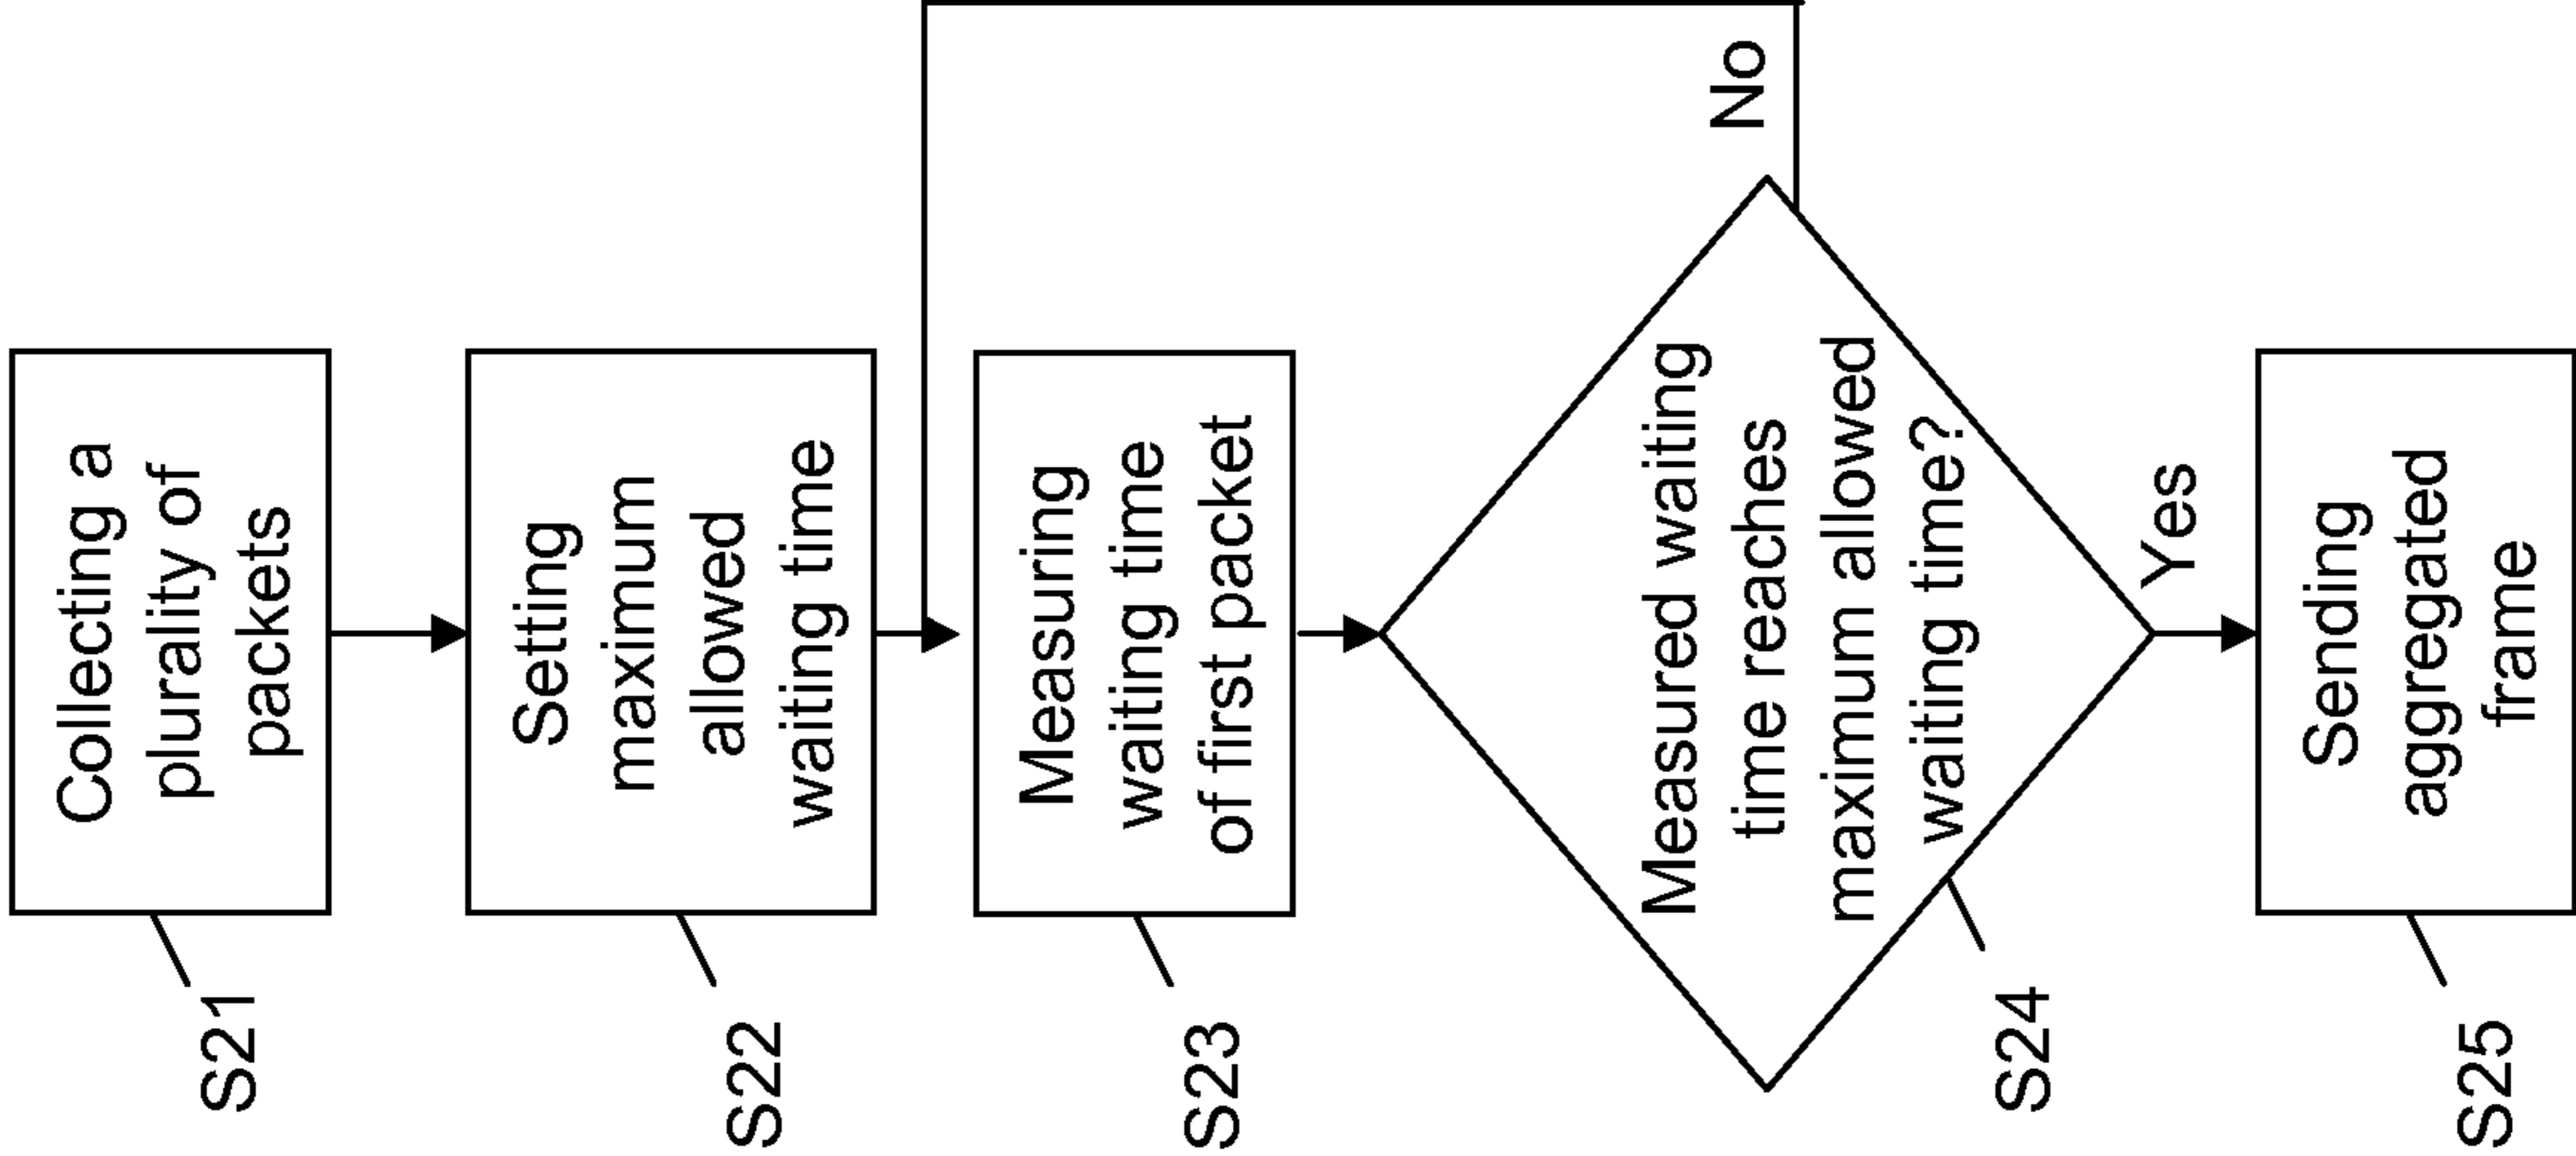 S21
Collecting a
plurality of
packets
S22
Setting
maximum
allowed
waiting time
S23
Measuring
waiting time
of first packet
S24
Measured waiting
time reaches
maximum allowed
waiting time?
No
Yes
S25
Sending
aggregated
frame